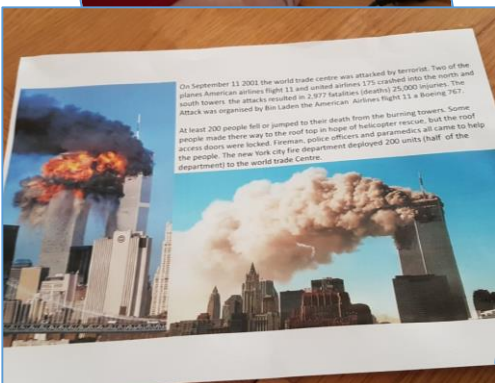 On September 11 2001 the world trade centre was attacked by terrorist. Two of the
planes American airlines flight 11 and united airlines 175 crashed into the north and
south towers the attacks resulted in 2,977 fatalities (deaths) 25,000 injuries. The
Attack was organised by Bin Laden the American Airlines flight 11 a Boeing 767.
At least 200 people fell or jumped to their death from the burning towers. Some
people made there way to the roof top in hope of helicopter rescue, but the roof
access doors were locked. Fireman, police officers and paramedics all came to help
the people. The new York city fire department deployed 200 units (half of the
department) to the world trade Centre.